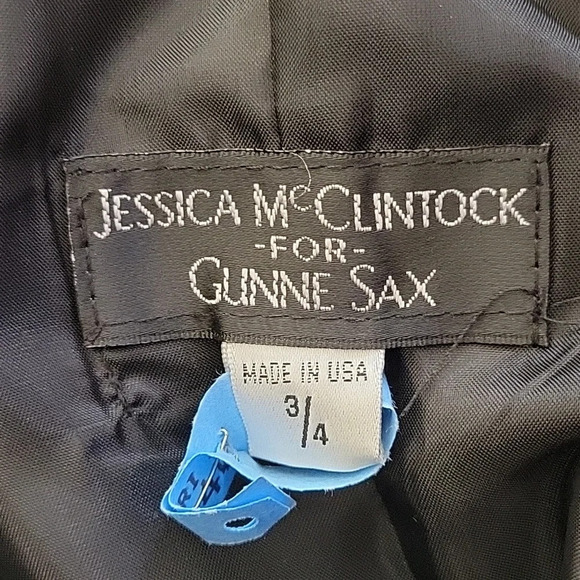 JESSICA McCLINTOCK
-FOR-
GUNNE SAX
MADE IN USA
3/4